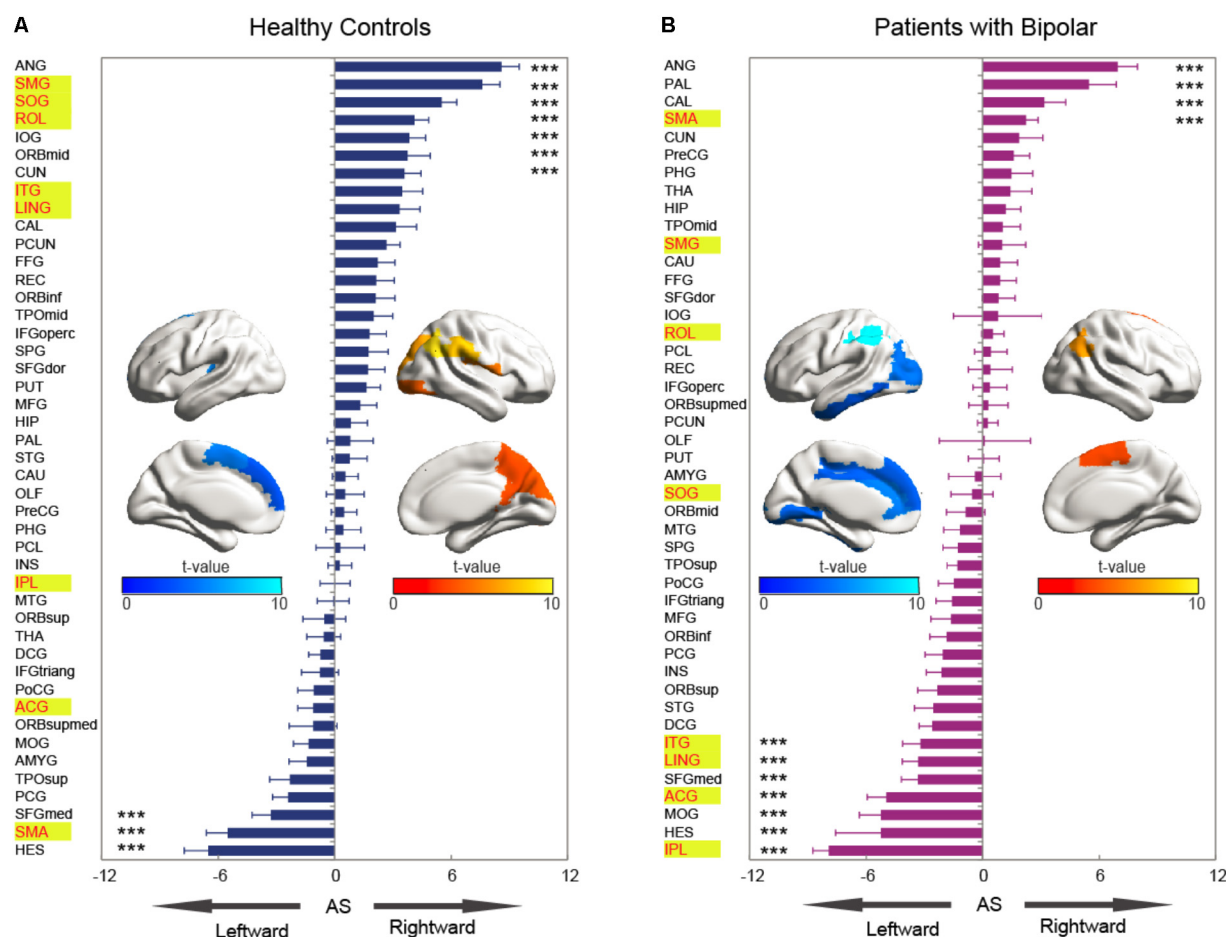 A
Healthy Controls
ANG ***
SMG ***
SOG ***
ROL ***
IOG ***
ORBmid ***
CUN ***
ITG
LING
CAL
PCUN
FFG
REC
ORBinf
TPOmid
IFGoperc
SPG
SFGdor
PUT
MFG
HIP
PAL
STG
CAU
OLF
PreCG
PHG
PCL
INS
IPL
MTG
ORBsup
THA
DCG
IFGtriang
PoCG
ACG
ORBsupmed
MOG
AMYG
TPOsup
PCG
SFGmed ***
SMA ***
HES ***
t-value
0 10
t-value
0 10
-12 -6 0 6 12
AS
Leftward Rightward
B
Patients with Bipolar
ANG ***
PAL ***
CAL ***
SMA ***
CUN
PreCG
PHG
THA
HIP
TPOmid
SMG
CAU
FFG
SFGdor
IOG
ROL
PCL
REC
IFGoperc
ORBsupmed
PCUN
OLF
PUT
AMYG
SOG
ORBmid
MTG
SPG
TPOsup
PoCG
IFGtriang
MFG
ORBinf
PCG
INS
ORBsup
STG
DCG
ITG ***
LING ***
SFGmed ***
ACG ***
MOG ***
HES ***
IPL ***
t-value
0 10
t-value
0 10
-12 -6 0 6 12
AS
Leftward Rightward